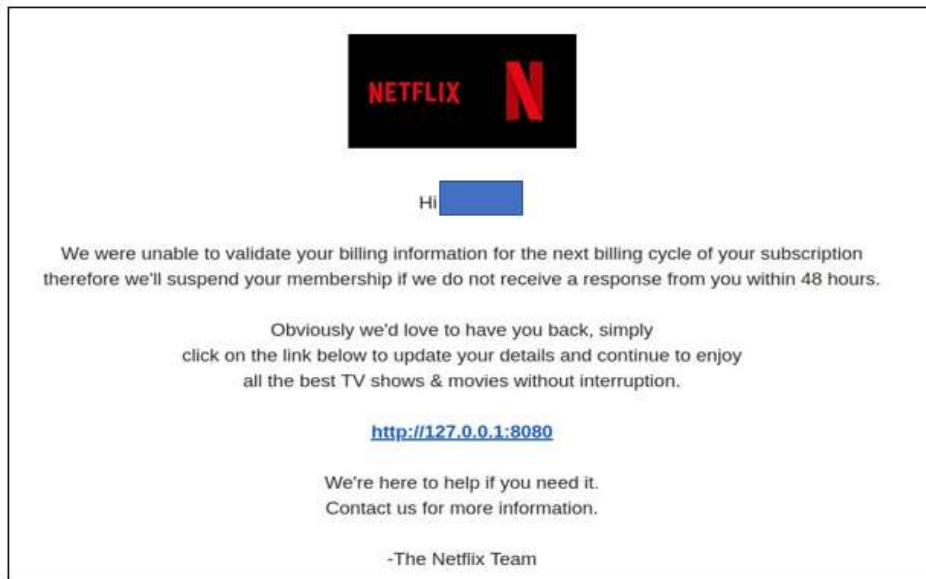 NETFLIX N
Hi
We were unable to validate your billing information for the next billing cycle of your subscription
therefore we'll suspend your membership if we do not receive a response from you within 48 hours.
Obviously we'd love to have you back, simply
click on the link below to update your details and continue to enjoy
all the best TV shows & movies without interruption.
http://127.0.0.1:8080
We're here to help if you need it.
Contact us for more information.
-The Netflix Team